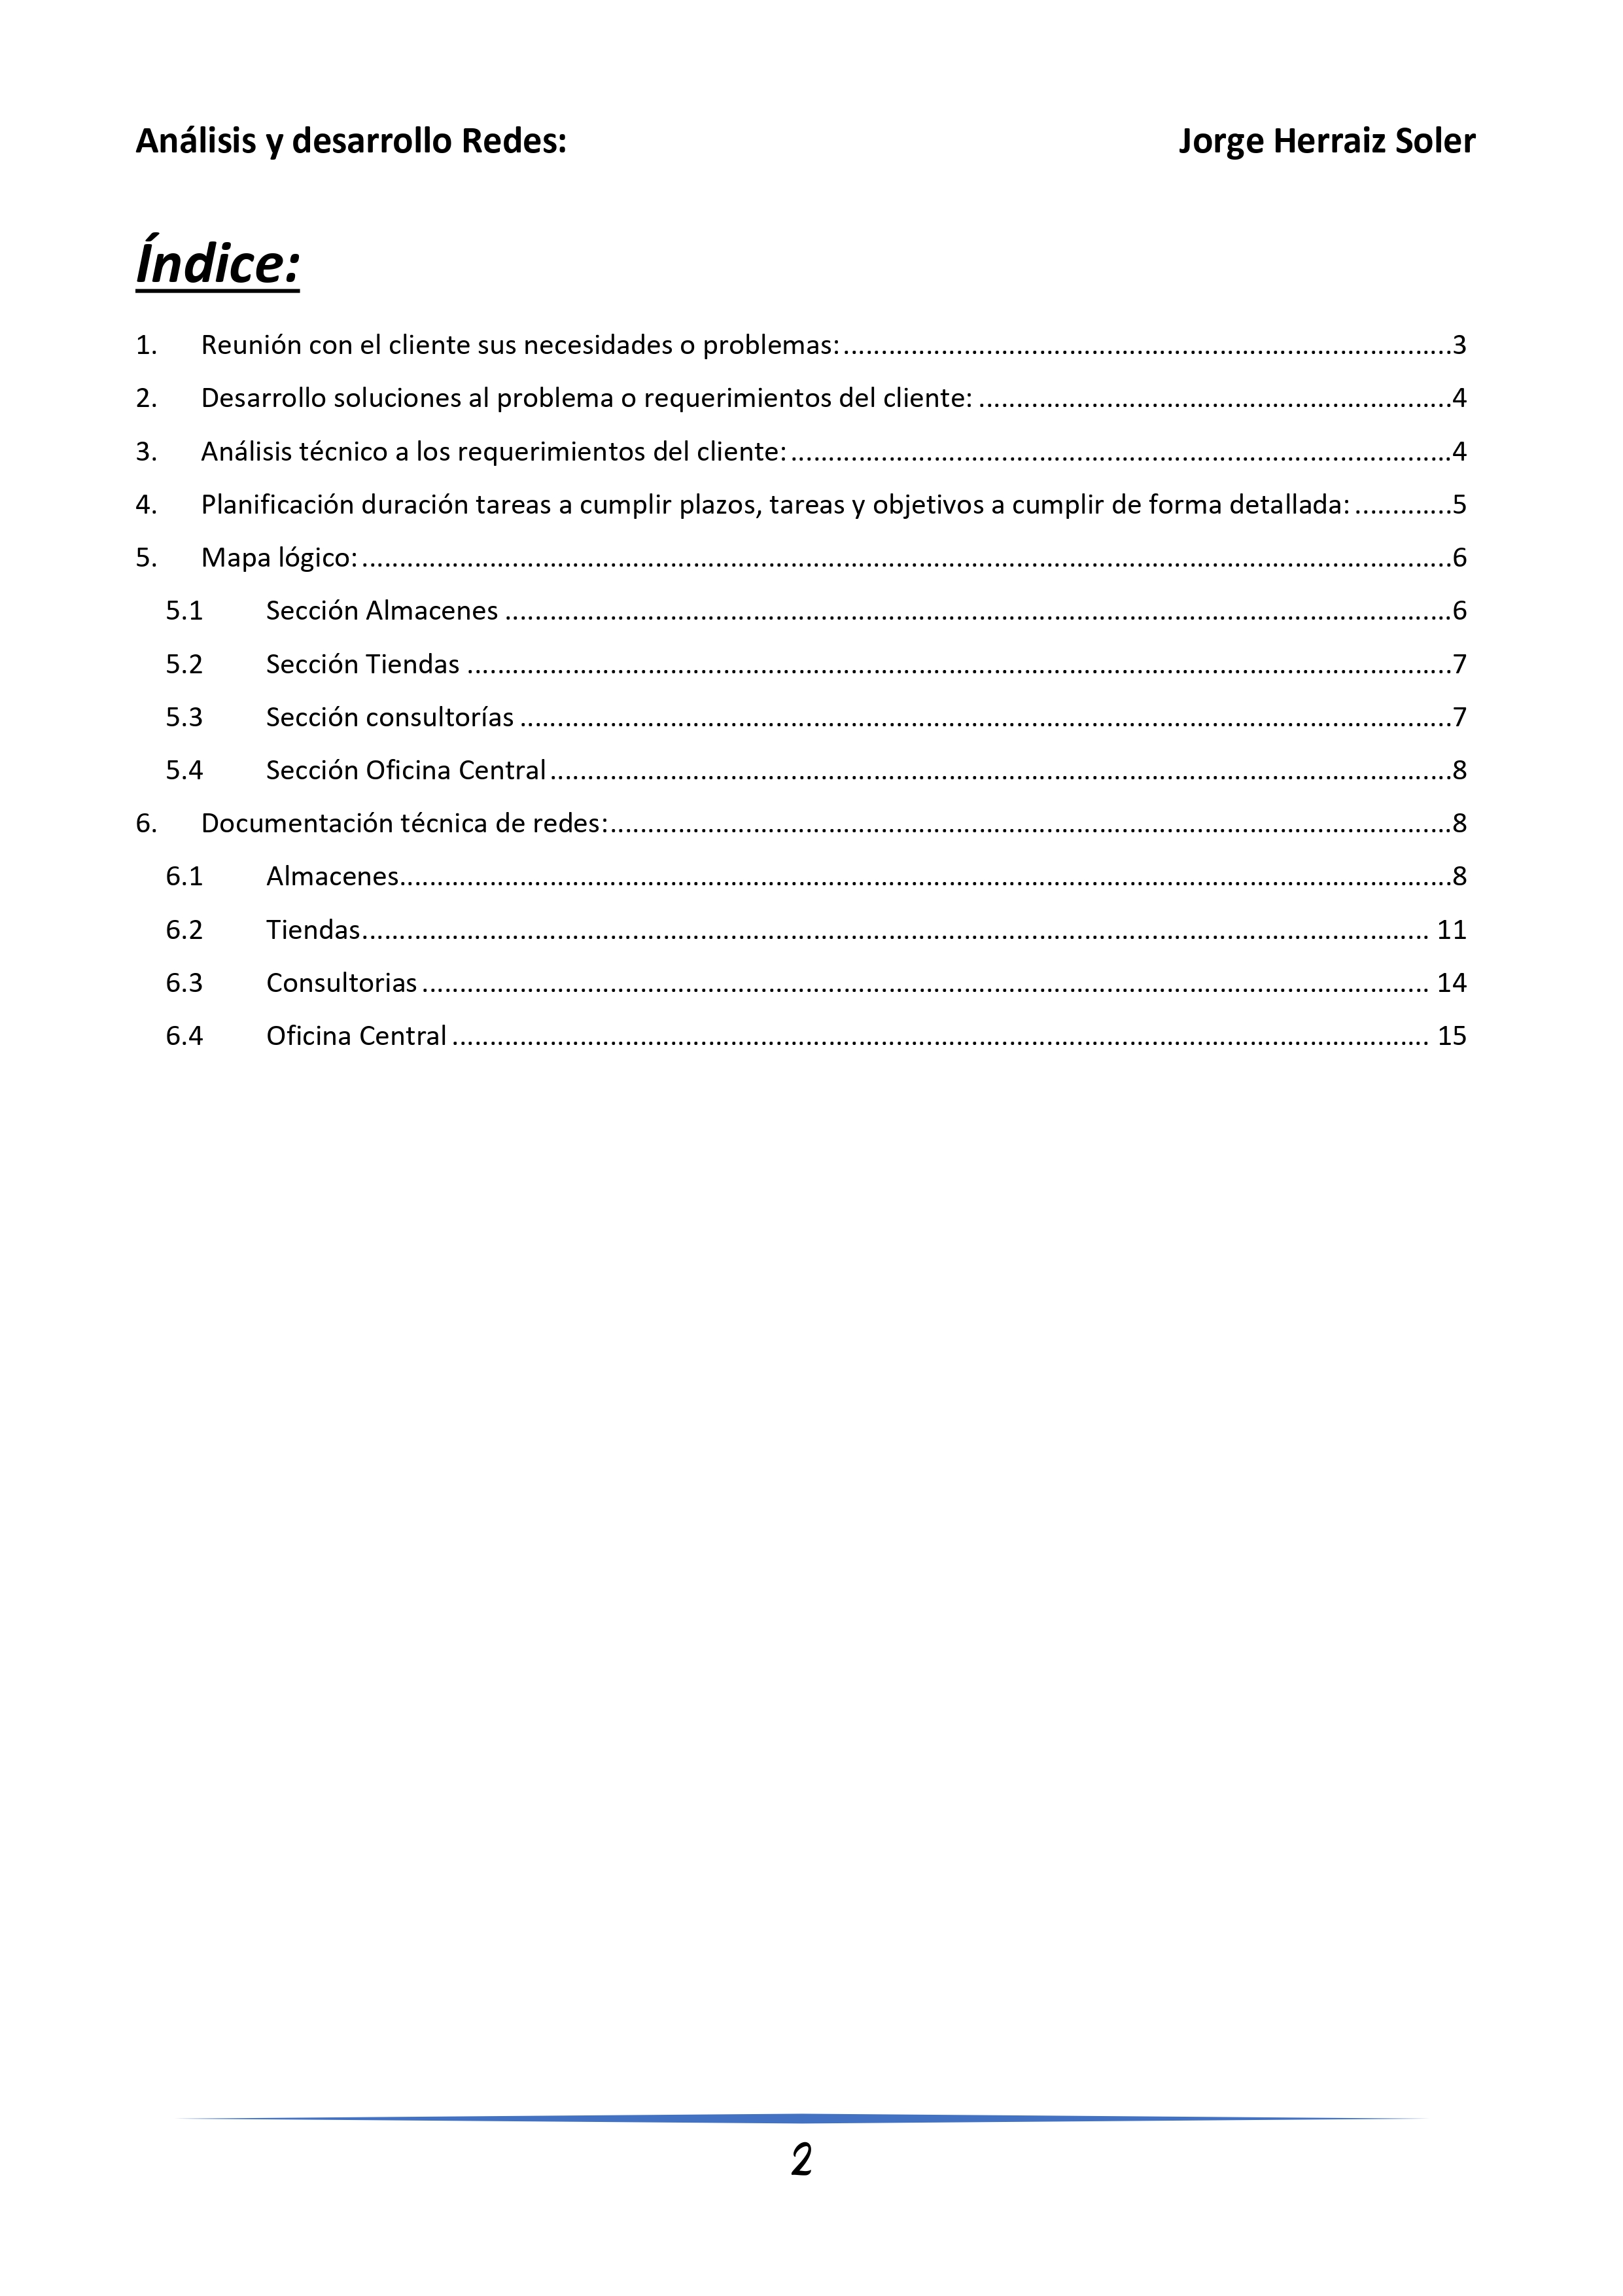 Análisis y desarrollo Redes: Jorge Herraiz Soler
Índice:
1. Reunión con el cliente sus necesidades o problemas:..........3
2. Desarrollo soluciones al problema o requerimientos del cliente:..........4
3. Análisis técnico a los requerimientos del cliente:..........4
4. Planificación duración tareas a cumplir plazos, tareas y objetivos a cumplir de forma detallada:..........5
5. Mapa lógico:..........6
5.1 Sección Almacenes..........6
5.2 Sección Tiendas..........7
5.3 Sección consultorías..........7
5.4 Sección Oficina Central..........8
6. Documentación técnica de redes:..........8
6.1 Almacenes..........8
6.2 Tiendas..........11
6.3 Consultorias..........14
6.4 Oficina Central..........15
2